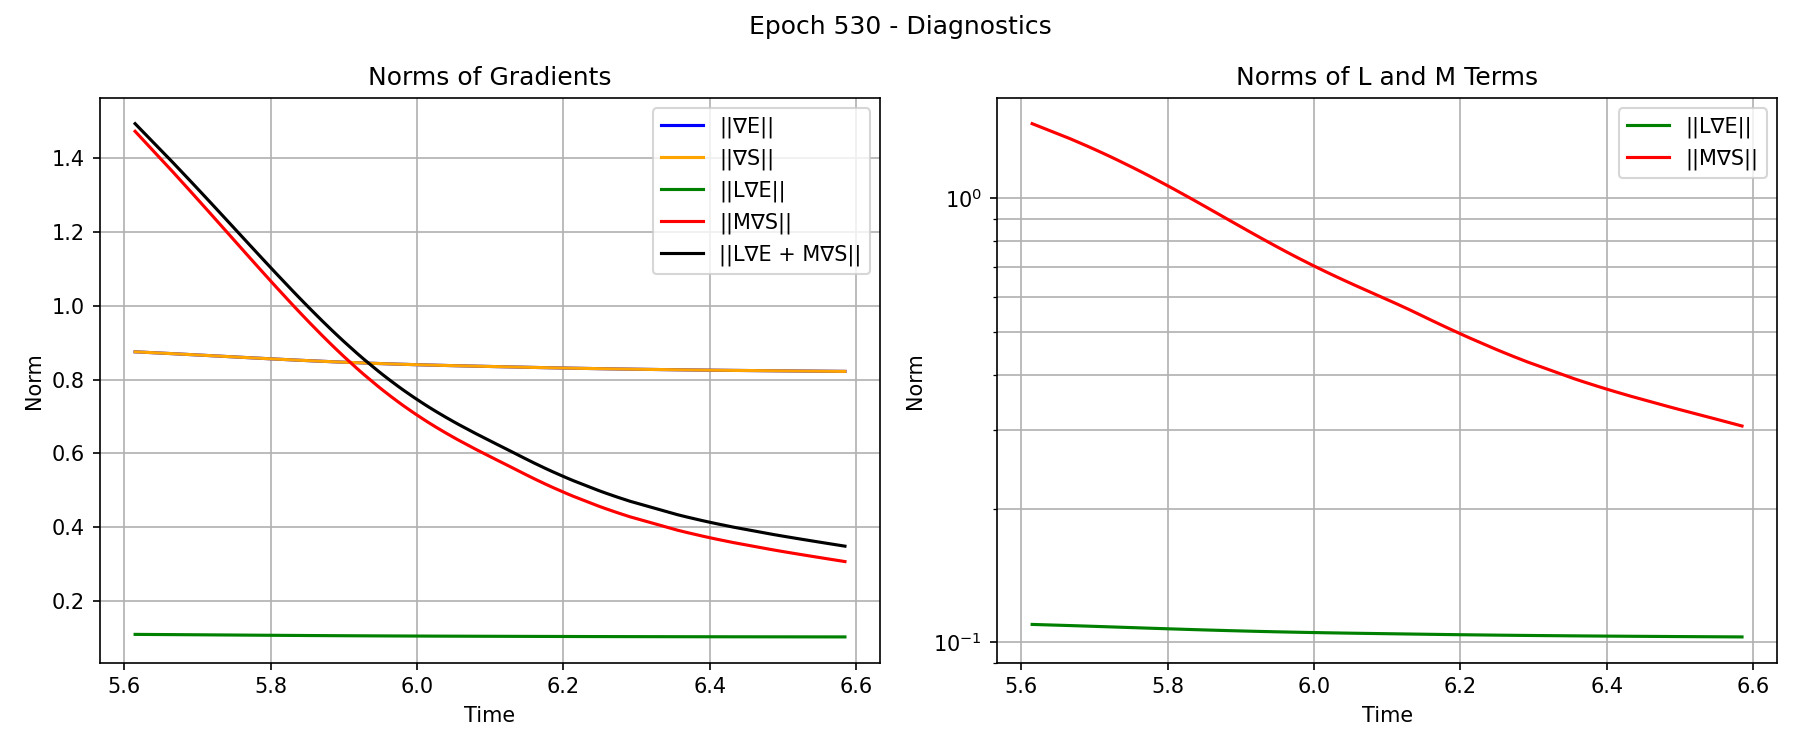 Epoch 530 - Diagnostics
Norms of Gradients
Norm
1.4
1.2
1.0
0.8
0.6
0.4
0.2
||∇E||
||∇S||
||L∇E||
||M∇S||
||L∇E + M∇S||
5.6 5.8 6.0 6.2 6.4 6.6
Time
Norms of L and M Terms
Norm
10⁰
10⁻¹
||L∇E||
||M∇S||
5.6 5.8 6.0 6.2 6.4 6.6
Time